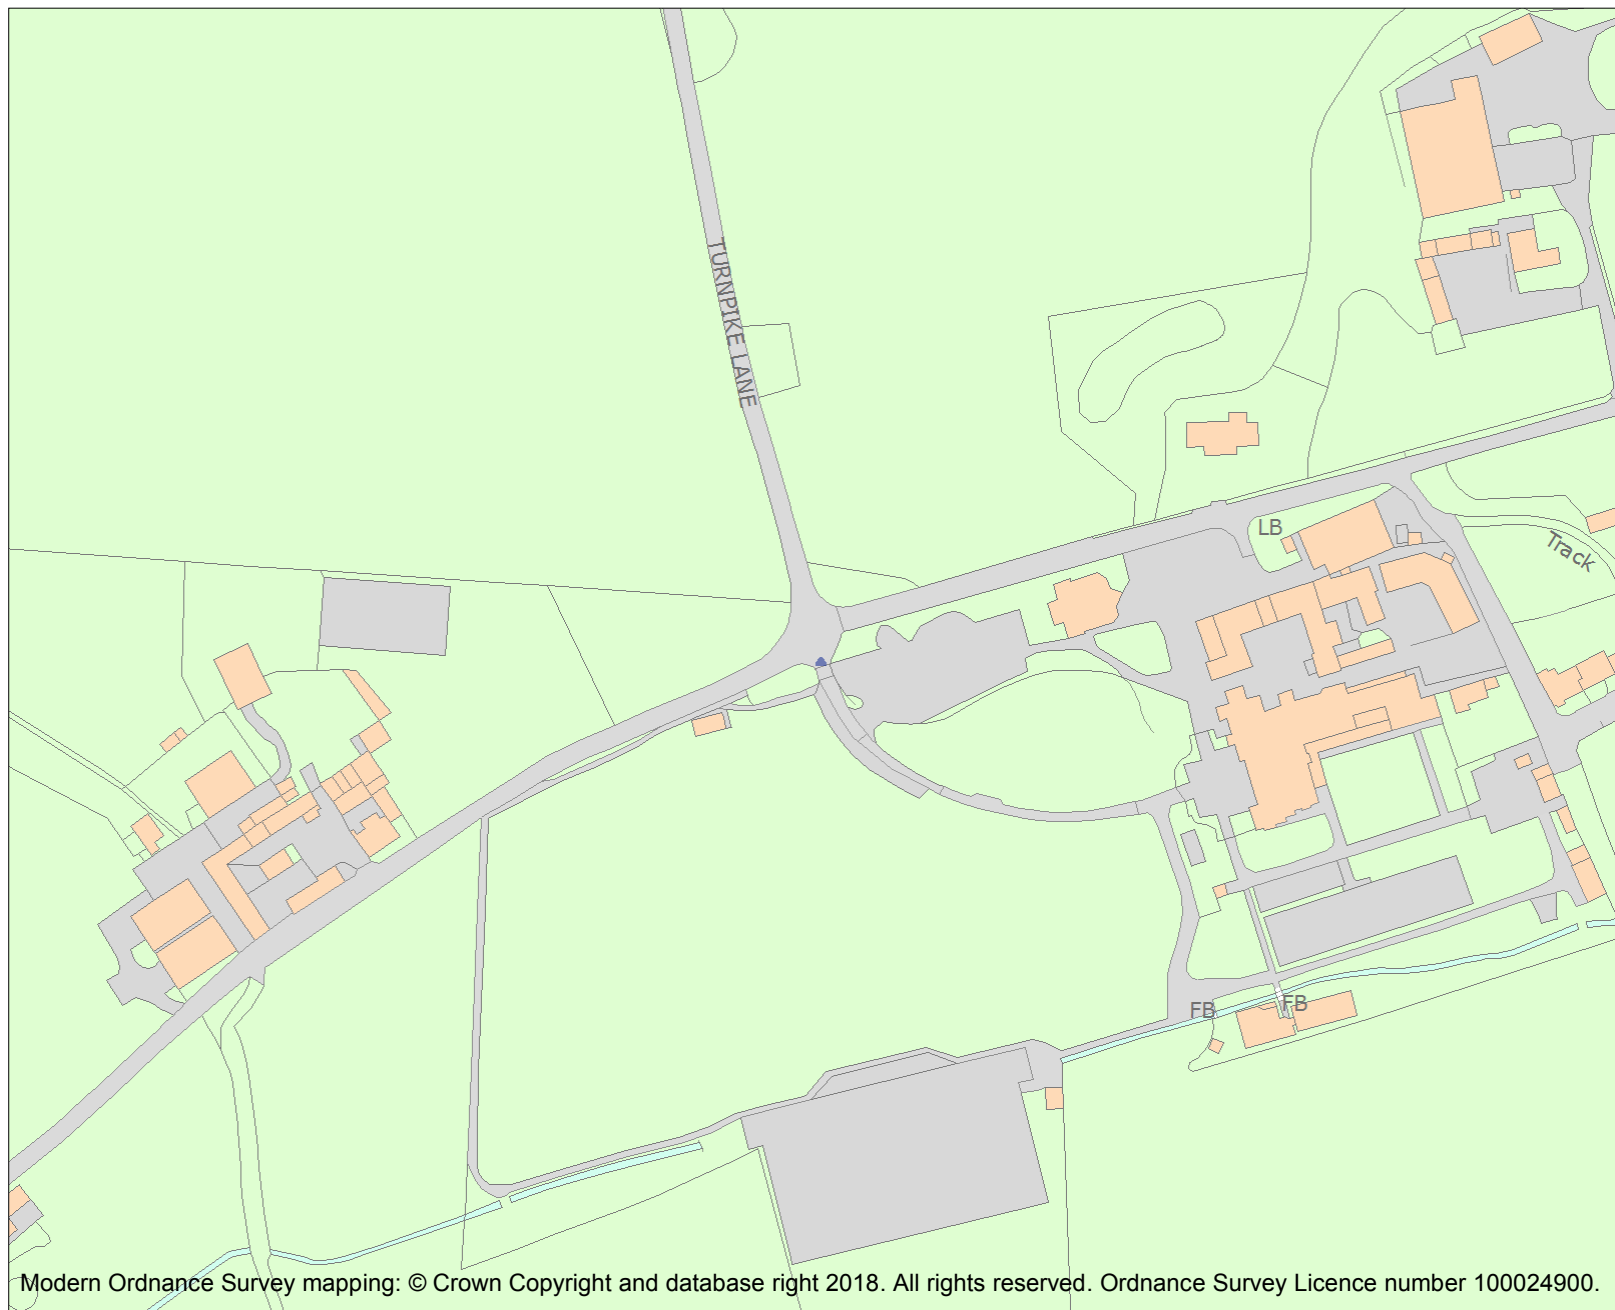 TURNPIKE LANE
LB
Track
FB
FB
Modern Ordnance Survey mapping: © Crown Copyright and database right 2018. All rights reserved. Ordnance Survey Licence number 100024900.